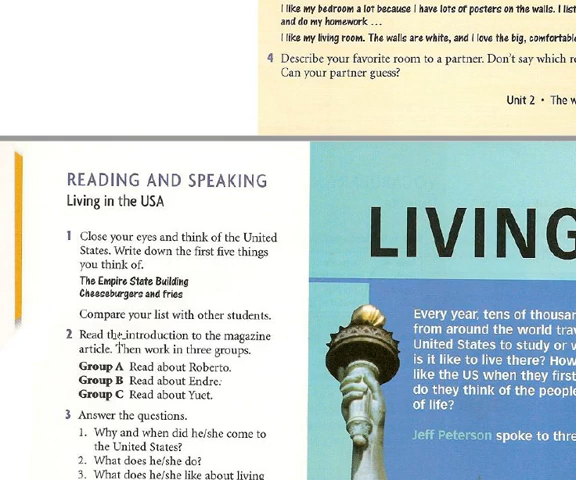 I like my bedroom a lot because I have lots of posters on the walls. I list
and do my homework ...
I like my living room. The walls are white, and I love the big, comfortable
4 Describe your favorite room to a partner. Don't say which r
Can your partner guess?
Unit 2 • The w
READING AND SPEAKING
Living in the USA
1 Close your eyes and think of the United
States. Write down the first five things
you think of.
The Empire State Building
Cheeseburgers and fries
Compare your list with other students.
2 Read the introduction to the magazine
article. Then work in three groups.
Group A Read about Roberto.
Group B Read about Endre.
Group C Read about Yuet.
3 Answer the questions.
1. Why and when did he/she come to
the United States?
2. What does he/she do?
3. What does he/she like about living
LIVING
Every year, tens of thousan
from around the world trav
United States to study or w
is it like to live there? How
like the US when they first
do they think of the people
of life?
Jeff Peterson spoke to thre